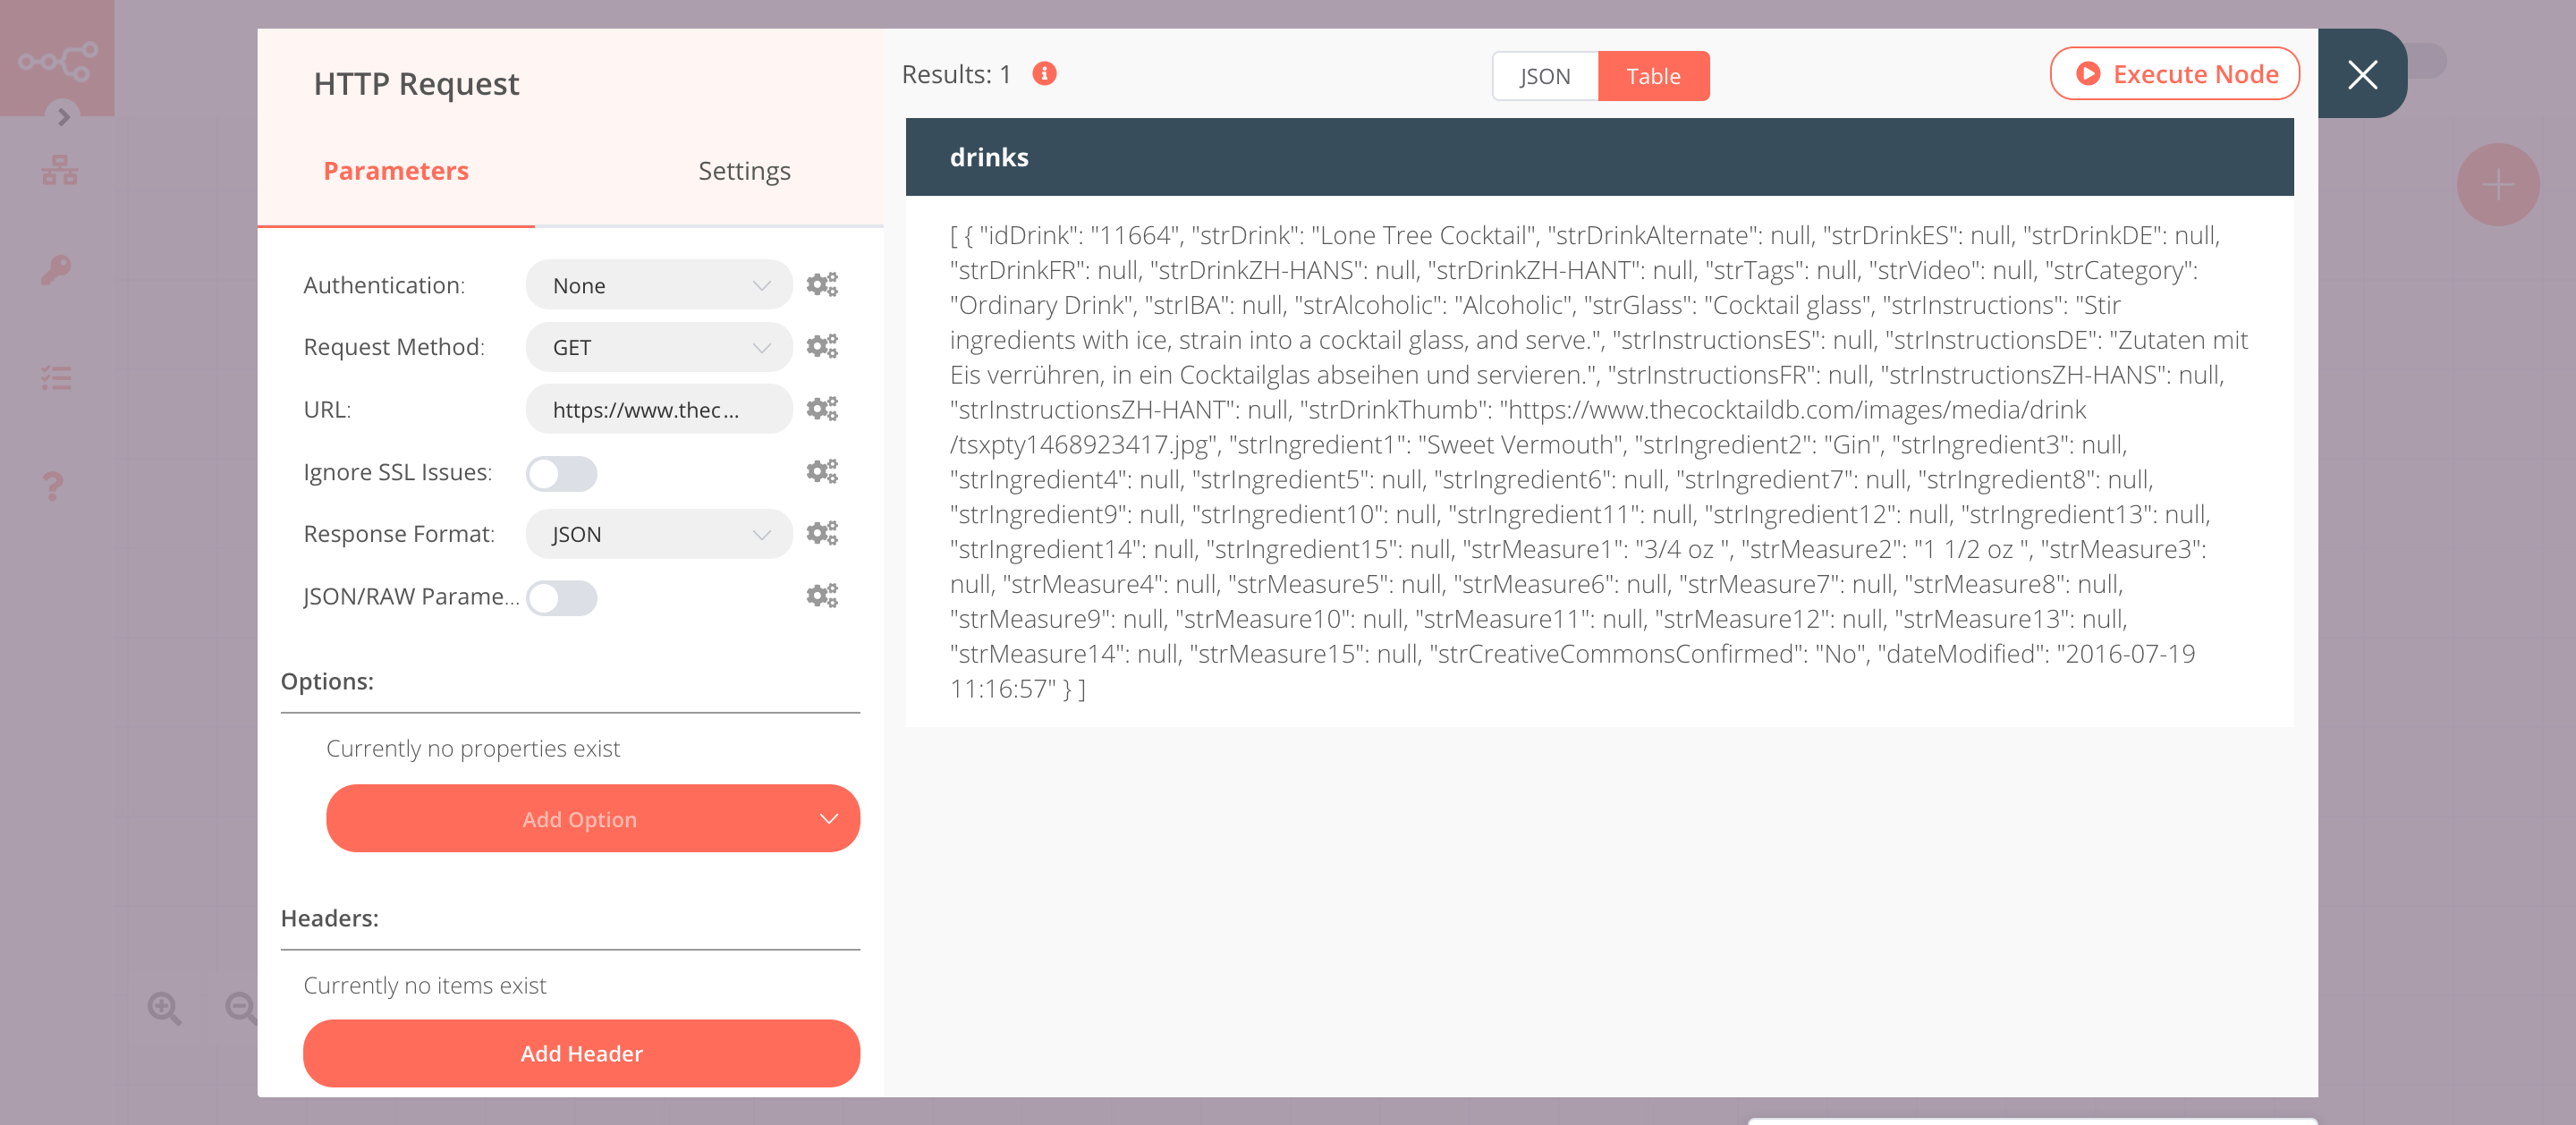 HTTP Request
Parameters
Settings
Authentication:
None
Request Method:
GET
URL:
https://www.thec...
Ignore SSL Issues:
Response Format:
JSON
JSON/RAW Parame...
Options:
Currently no properties exist
Add Option
Headers:
Currently no items exist
Add Header
Results: 1
JSON
Table
Execute Node
drinks
[ { "idDrink": "11664", "strDrink": "Lone Tree Cocktail", "strDrinkAlternate": null, "strDrinkES": null, "strDrinkDE": null,
"strDrinkFR": null, "strDrinkZH-HANS": null, "strDrinkZH-HANT": null, "strTags": null, "strVideo": null, "strCategory":
"Ordinary Drink", "strIBA": null, "strAlcoholic": "Alcoholic", "strGlass": "Cocktail glass", "strInstructions": "Stir
ingredients with ice, strain into a cocktail glass, and serve.", "strInstructionsES": null, "strInstructionsDE": "Zutaten mit
Eis verrühren, in ein Cocktailglas abseihen und servieren.", "strInstructionsFR": null, "strInstructionsZH-HANS": null,
"strInstructionsZH-HANT": null, "strDrinkThumb": "https://www.thecocktaildb.com/images/media/drink
/tsxpty1468923417.jpg", "strIngredient1": "Sweet Vermouth", "strIngredient2": "Gin", "strIngredient3": null,
"strIngredient4": null, "strIngredient5": null, "strIngredient6": null, "strIngredient7": null, "strIngredient8": null,
"strIngredient9": null, "strIngredient10": null, "strIngredient11": null, "strIngredient12": null, "strIngredient13": null,
"strIngredient14": null, "strIngredient15": null, "strMeasure1": "3/4 oz ", "strMeasure2": "1 1/2 oz ", "strMeasure3":
null, "strMeasure4": null, "strMeasure5": null, "strMeasure6": null, "strMeasure7": null, "strMeasure8": null,
"strMeasure9": null, "strMeasure10": null, "strMeasure11": null, "strMeasure12": null, "strMeasure13": null,
"strMeasure14": null, "strMeasure15": null, "strCreativeCommonsConfirmed": "No", "dateModified": "2016-07-19
11:16:57" } ]